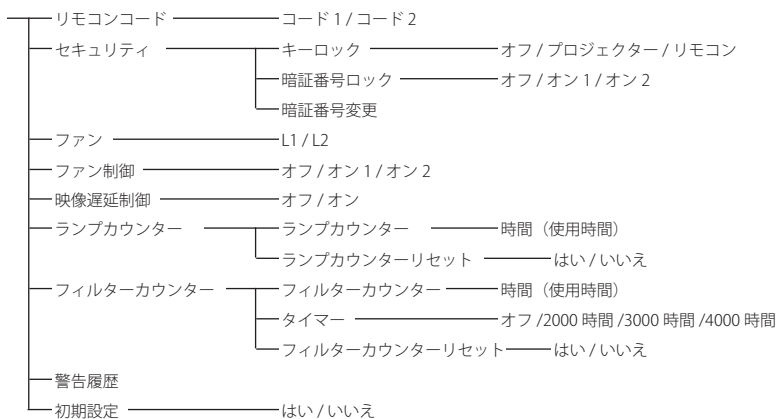 リモコンコード コード 1 / コード 2
セキュリティ キーロック オフ / プロジェクター / リモコン
暗証番号ロック オフ / オン 1 / オン 2
暗証番号変更
ファン L1 / L2
ファン制御 オフ / オン 1 / オン 2
映像遅延制御 オフ / オン
ランプカウンター ランプカウンター 時間（使用時間）
ランプカウンターリセット はい / いいえ
フィルターカウンター フィルターカウンター 時間（使用時間）
タイマー オフ /2000 時間 /3000 時間 /4000 時間
フィルターカウンターリセット はい / いいえ
警告履歴
初期設定 はい / いいえ